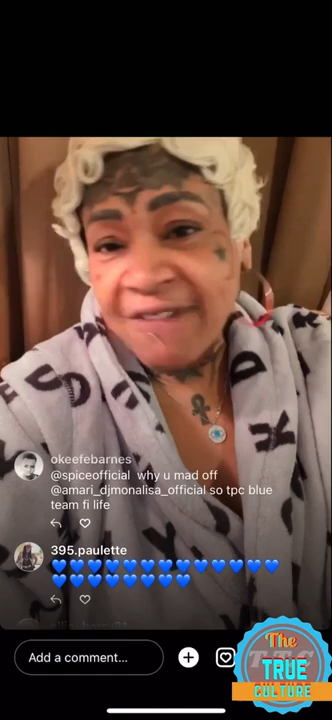 okeefebarnes
@spiceofficial why u mad off
@amari_djmonalisa_official so tpc blue
team fi life
395.paulette
💙💙💙💙💙💙💙💙💙💙💙💙💙
💙💙💙💙💙💙💙💙
Add a comment...
The
TRUE
CULTURE